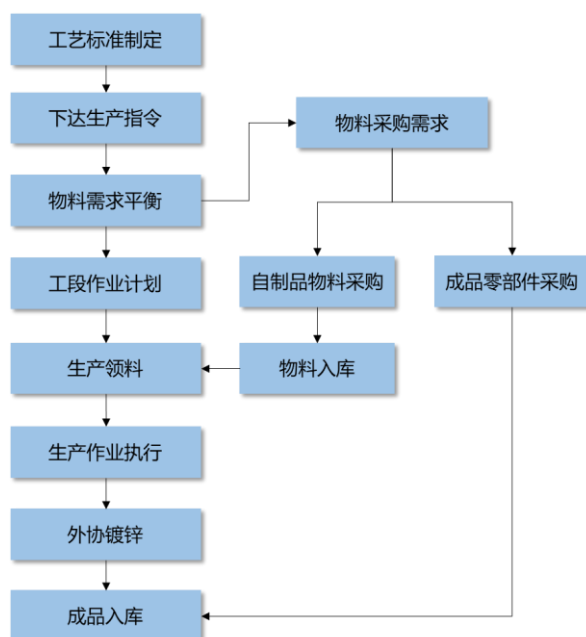 工艺标准制定
下达生产指令
物料采购需求
物料需求平衡
工段作业计划
自制品物料采购
成品零部件采购
生产领料
物料入库
生产作业执行
外协镀锌
成品入库